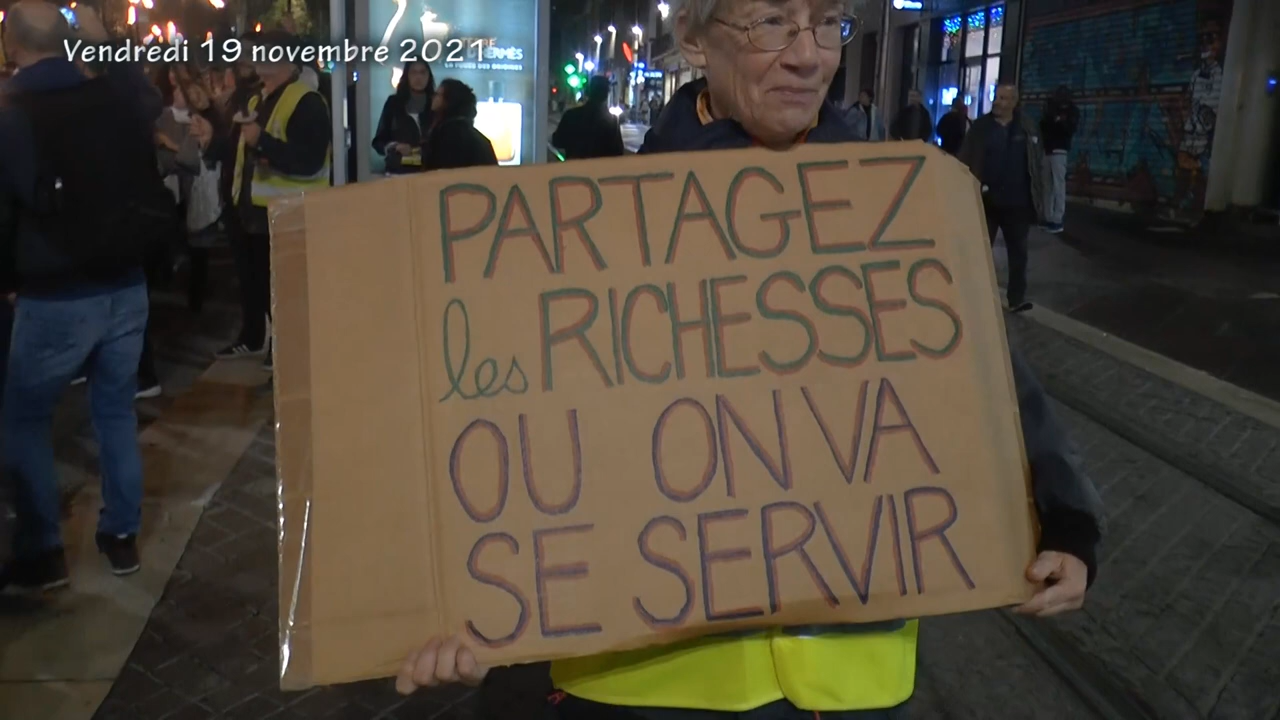 Vendredi 19 novembre 2021
PARTAGEZ
les RICHESSES
OU ON VA
SE SERVIR